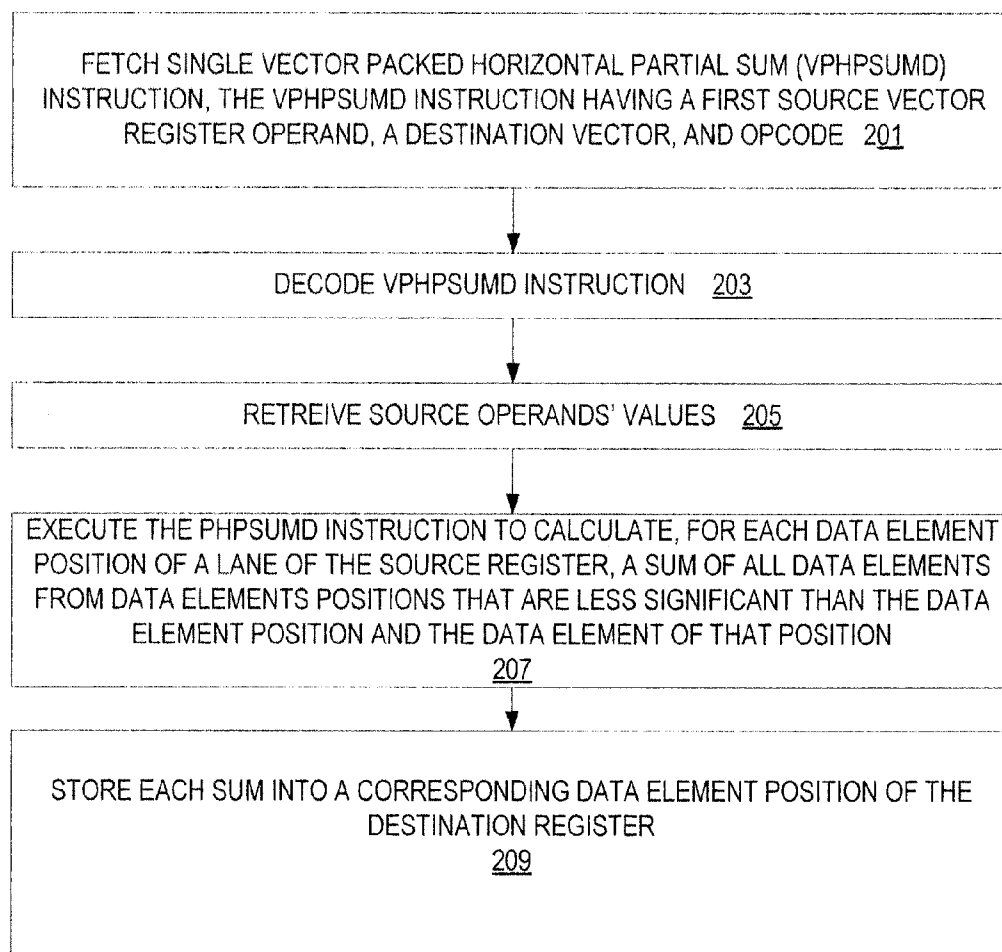 FETCH SINGLE VECTOR PACKED HORIZONTAL PARTIAL SUM (VPHPSUMD)
INSTRUCTION, THE VPHPSUMD INSTRUCTION HAVING A FIRST SOURCE VECTOR
REGISTER OPERAND, A DESTINATION VECTOR, AND OPCODE 201
DECODE VPHPSUMD INSTRUCTION 203
RETREIVE SOURCE OPERANDS' VALUES 205
EXECUTE THE PHPSUMD INSTRUCTION TO CALCULATE, FOR EACH DATA ELEMENT
POSITION OF A LANE OF THE SOURCE REGISTER, A SUM OF ALL DATA ELEMENTS
FROM DATA ELEMENTS POSITIONS THAT ARE LESS SIGNIFICANT THAN THE DATA
ELEMENT POSITION AND THE DATA ELEMENT OF THAT POSITION
207
STORE EACH SUM INTO A CORRESPONDING DATA ELEMENT POSITION OF THE
DESTINATION REGISTER
209